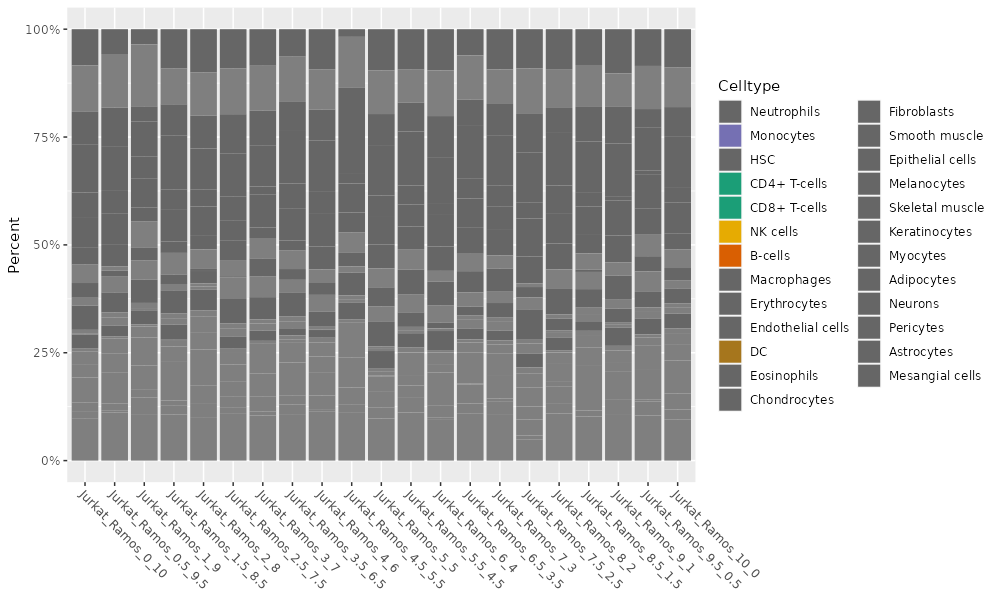 100%
75%
50%
25%
0%
Percent
Jurkat_Ramos_0_10
Jurkat_Ramos_0.5_9.5
Jurkat_Ramos_1_9
Jurkat_Ramos_1.5_8.5
Jurkat_Ramos_2_8
Jurkat_Ramos_2.5_7.5
Jurkat_Ramos_3_7
Jurkat_Ramos_3.5_6.5
Jurkat_Ramos_4_6
Jurkat_Ramos_4.5_5.5
Jurkat_Ramos_5_5
Jurkat_Ramos_5.5_4.5
Jurkat_Ramos_6_4
Jurkat_Ramos_6.5_3.5
Jurkat_Ramos_7_3
Jurkat_Ramos_7.5_2.5
Jurkat_Ramos_8_2
Jurkat_Ramos_8.5_1.5
Jurkat_Ramos_9_1
Jurkat_Ramos_9.5_0.5
Jurkat_Ramos_10_0
Celltype
Neutrophils
Monocytes
HSC
CD4+ T-cells
CD8+ T-cells
NK cells
B-cells
Macrophages
Erythrocytes
Endothelial cells
DC
Eosinophils
Chondrocytes
Fibroblasts
Smooth muscle
Epithelial cells
Melanocytes
Skeletal muscle
Keratinocytes
Myocytes
Adipocytes
Neurons
Pericytes
Astrocytes
Mesangial cells